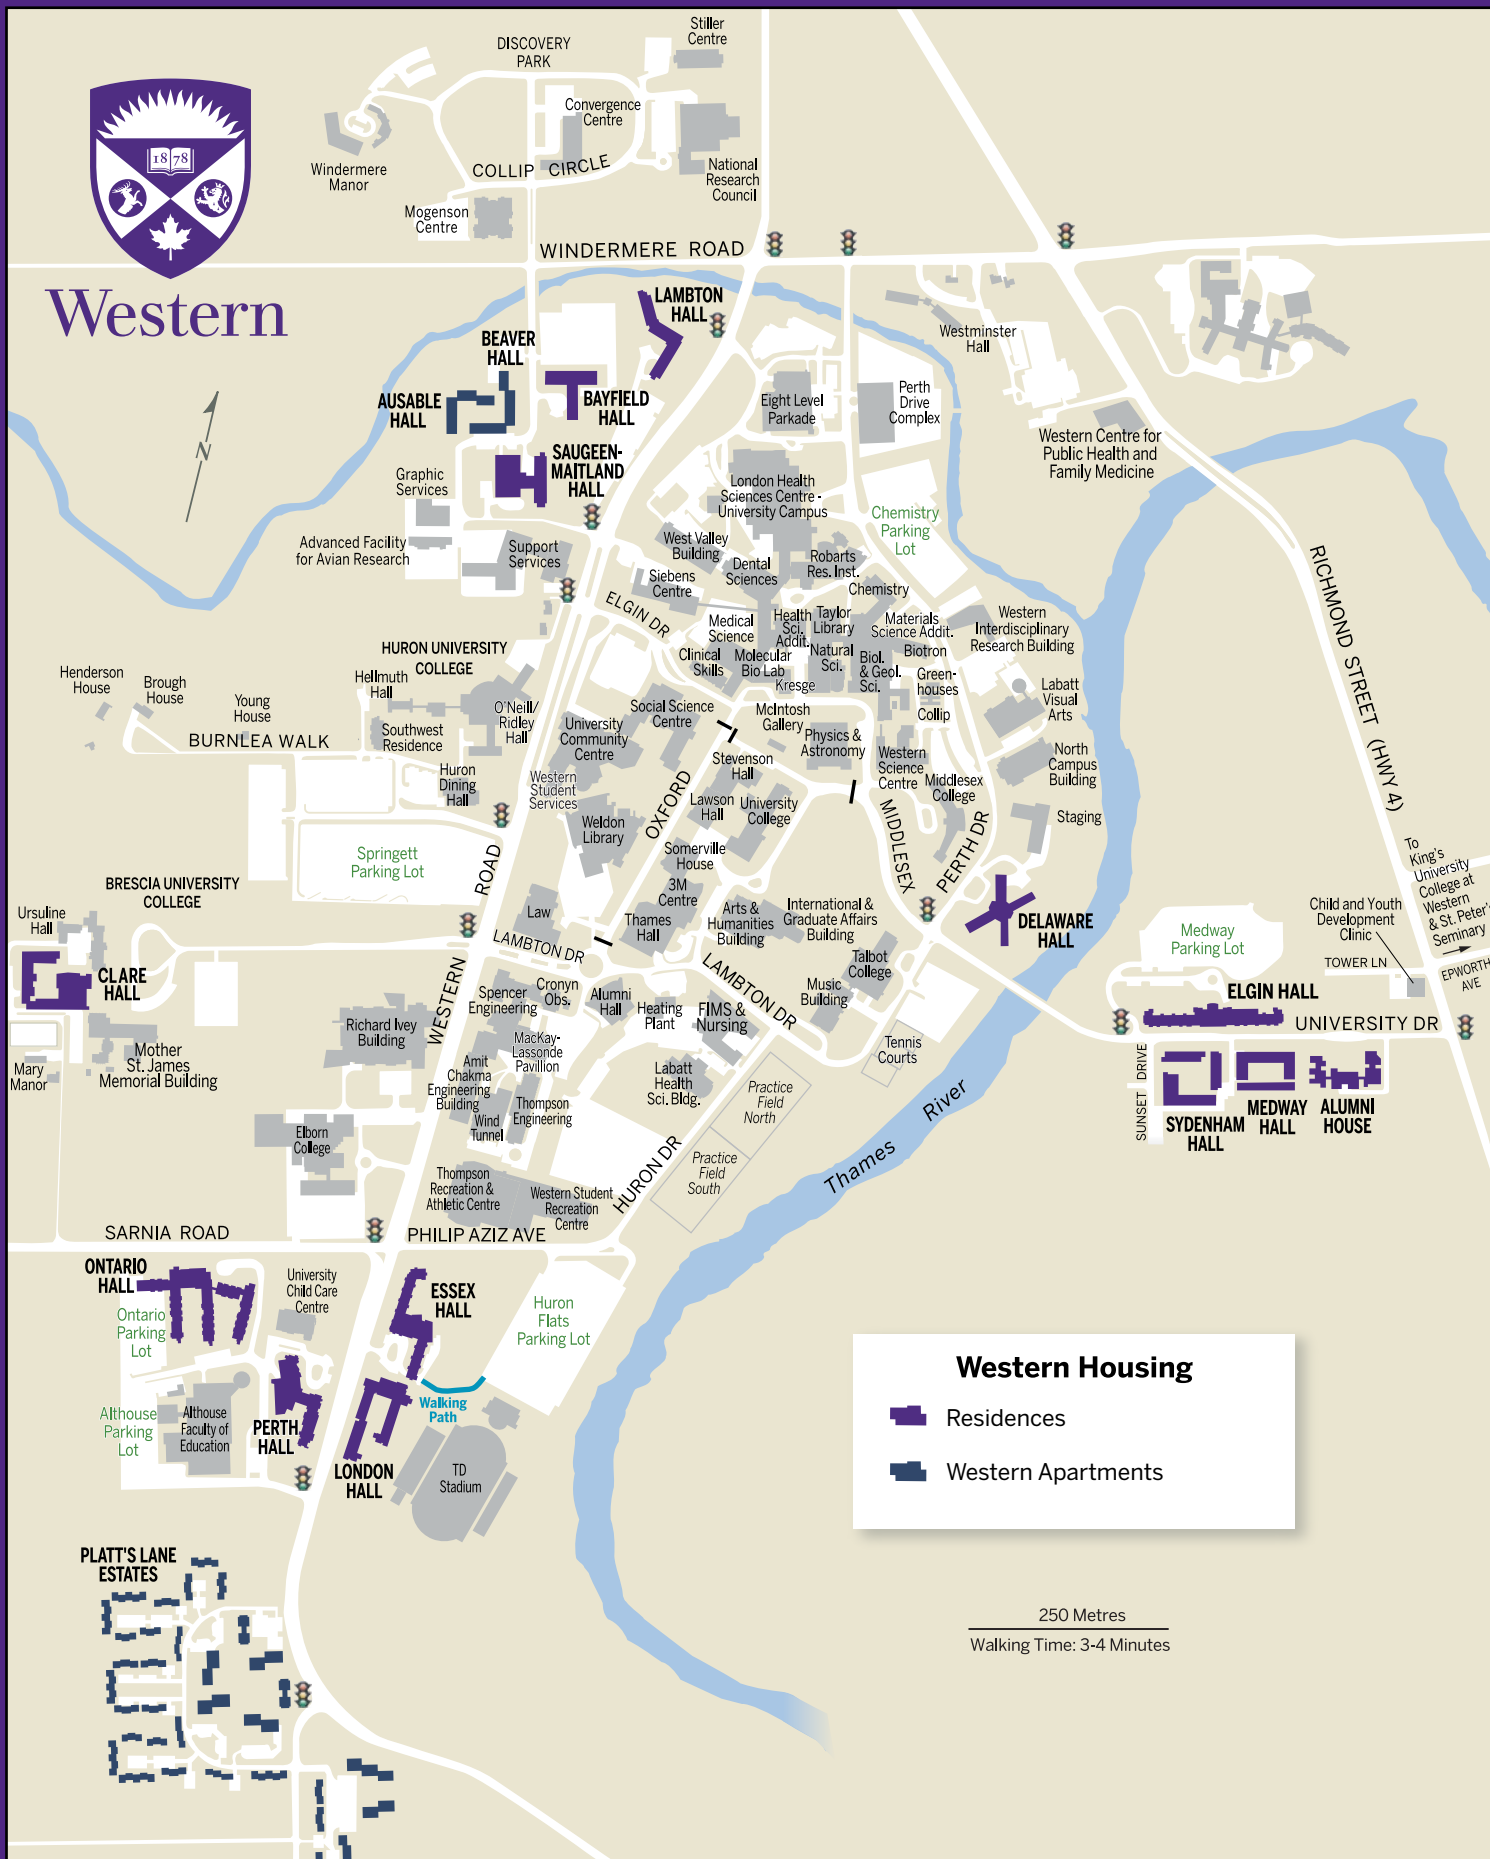 Stiller
Centre
DISCOVERY
PARK
Convergence
Centre
1878
Windermere
Manor
COLLIP CIRCLE
National
Research
Council
Mogenson
Centre
WINDERMERE ROAD
Western
LAMBTON
HALL
BEAVER
HALL
Westminster
Hall
AUSABLE
HALL
BAYFIELD
HALL
Eight Level
Parkade
Perth
Drive
Complex
Western Centre for
Public Health and
Family Medicine
N
SAUGEEN-
MAITLAND
HALL
Graphic
Services
London Health
Sciences Centre -
University Campus
Chemistry
Parking
Lot
Advanced Facility
for Avian Research
Support
Services
West Valley
Building
Dental
Sciences
Robarts
Res. Inst.
Siebens
Centre
Chemistry
ELGIN DR
Medical
Science
Health
Sci.
Addit.
Taylor
Library
Materials
Science Addit.
Western
Interdisciplinary
Research Building
RICHMOND STREET (HWY 4)
HURON UNIVERSITY
COLLEGE
Clinical
Skills
Molecular
Bio Lab
Natural
Sci.
Biol.
& Geol.
Sci.
Biotron
Kresge
Green-
houses
Collip
Labatt
Visual
Arts
Henderson
House
Brough
House
Young
House
Hellmuth
Hall
O'Neill/
Ridley
Hall
Southwest
Residence
BURNLEA WALK
Huron
Dining
Hall
Social Science
Centre
University
Community
Centre
McIntosh
Gallery
Physics &
Astronomy
Stevenson
Hall
Western
Science
Centre
Middlesex
College
North
Campus
Building
Western
Student
Services
OXFORD
Lawson
Hall
University
College
MIDDLESEX
PERTH DR
Staging
Weldon
Library
Somerville
House
Springett
Parking Lot
ROAD
3M
Centre
BRESCIA UNIVERSITY
COLLEGE
Ursuline
Hall
CLARE
HALL
Law
Thames
Hall
Arts &
Humanities
Building
International &
Graduate Affairs
Building
DELAWARE
HALL
Medway
Parking Lot
Child and Youth
Development
Clinic
To
King's
University
College at
Western
& St. Peter's
Seminary
TOWER LN
EPWORTH
AVE
LAMBTON DR
LAMBTON DR
Talbot
College
Music
Building
WESTERN
Spencer
Engineering
Cronyn
Obs.
Alumni
Hall
Heating
Plant
FIMS &
Nursing
ELGIN HALL
UNIVERSITY DR
Richard Ivey
Building
MacKay-
Lassonde
Pavillion
Tennis
Courts
Mother
St. James
Memorial Building
Mary
Manor
Amit
Chakma
Engineering
Building
Labatt
Health
Sci. Bldg.
Practice
Field
North
Thames River
SUNSET DRIVE
SYDENHAM
HALL
MEDWAY
HALL
ALUMNI
HOUSE
Thompson
Engineering
Wind
Tunnel
Elborn
College
HURON DR
Practice
Field
South
Thompson
Recreation &
Athletic Centre
Western Student
Recreation
Centre
SARNIA ROAD
PHILIP AZIZ AVE
ONTARIO
HALL
University
Child Care
Centre
ESSEX
HALL
Ontario
Parking
Lot
Huron
Flats
Parking Lot
Western Housing
Residences
Western Apartments
Walking
Path
Althouse
Parking
Lot
Althouse
Faculty of
Education
PERTH
HALL
LONDON
HALL
TD
Stadium
PLATT'S LANE
ESTATES
250 Metres
Walking Time: 3-4 Minutes